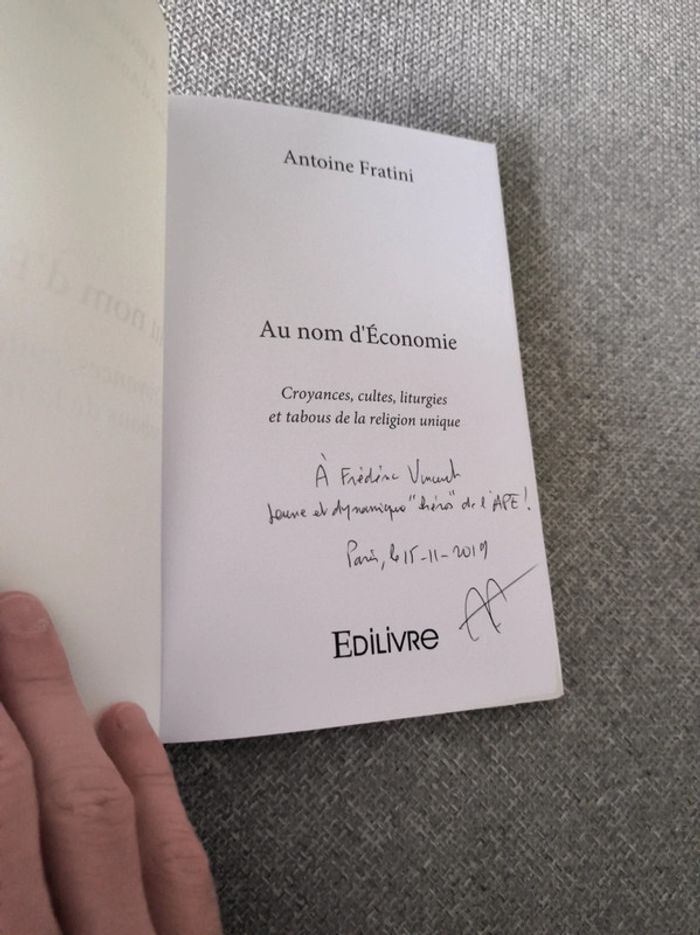 Antoine Fratini
Au nom d'Économie
Croyances, cultes, liturgies
et tabous de la religion unique
À Frédéric Vincent
Jeune et dynamique "héros" de l'APE !
Paris, le 15-11-2019
EDiLiVRe